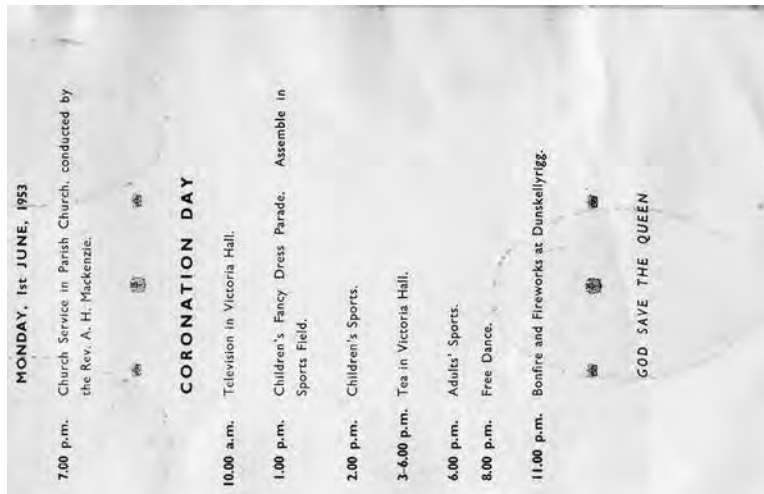 MONDAY, 1st JUNE, 1953
7.00 p.m. Church Service in Parish Church, conducted by
the Rev. A. H. Mackenzie.
CORONATION DAY
10.00 a.m. Television in Victoria Hall.
1.00 p.m. Children's Fancy Dress Parade. Assemble in
Sports Field.
2.00 p.m. Children's Sports.
3-6.00 p.m. Tea in Victoria Hall.
6.00 p.m. Adults' Sports.
8.00 p.m. Free Dance.
11.00 p.m. Bonfire and Fireworks at Dunskellyrigg.
GOD SAVE THE QUEEN